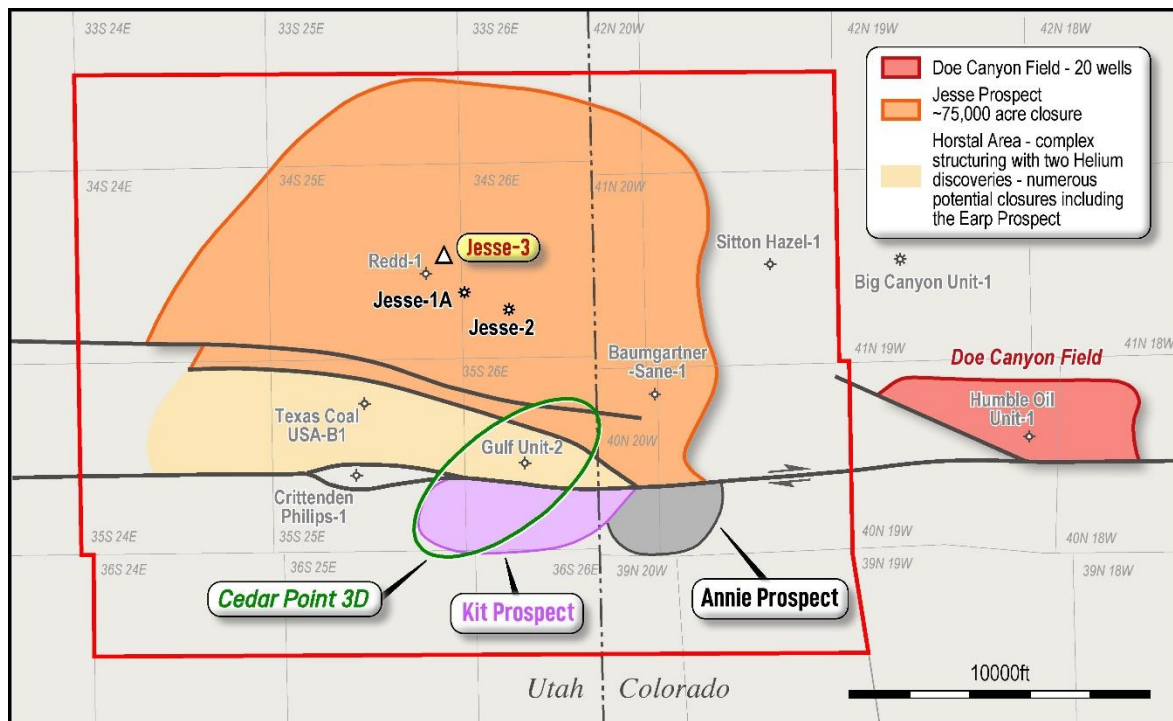 33S 24E
33S 25E
33S 26E
42N 20W
42N 19W
42N 18W
Doe Canyon Field - 20 wells
Jesse Prospect
~75,000 acre closure
Horstal Area - complex
structuring with two Helium
discoveries - numerous
potential closures including
the Earp Prospect
34S 24E
34S 25E
34S 26E
41N 20W
Sitton Hazel-1
Jesse-3
Redd-1
Big Canyon Unit-1
Jesse-1A
Jesse-2
Baumgartner
-Sane-1
41N 19W
41N 18W
Doe Canyon Field
35S 26E
Humble Oil
Unit-1
Texas Coal
USA-B1
Gulf Unit-2
40N 20W
Crittenden
Philips-1
35S 24E
35S 25E
40N 19W
40N 18W
36S 24E
36S 25E
36S 26E
39N 20W
39N 19W
39N 18W
Cedar Point 3D
Kit Prospect
Annie Prospect
Utah
Colorado
10000ft